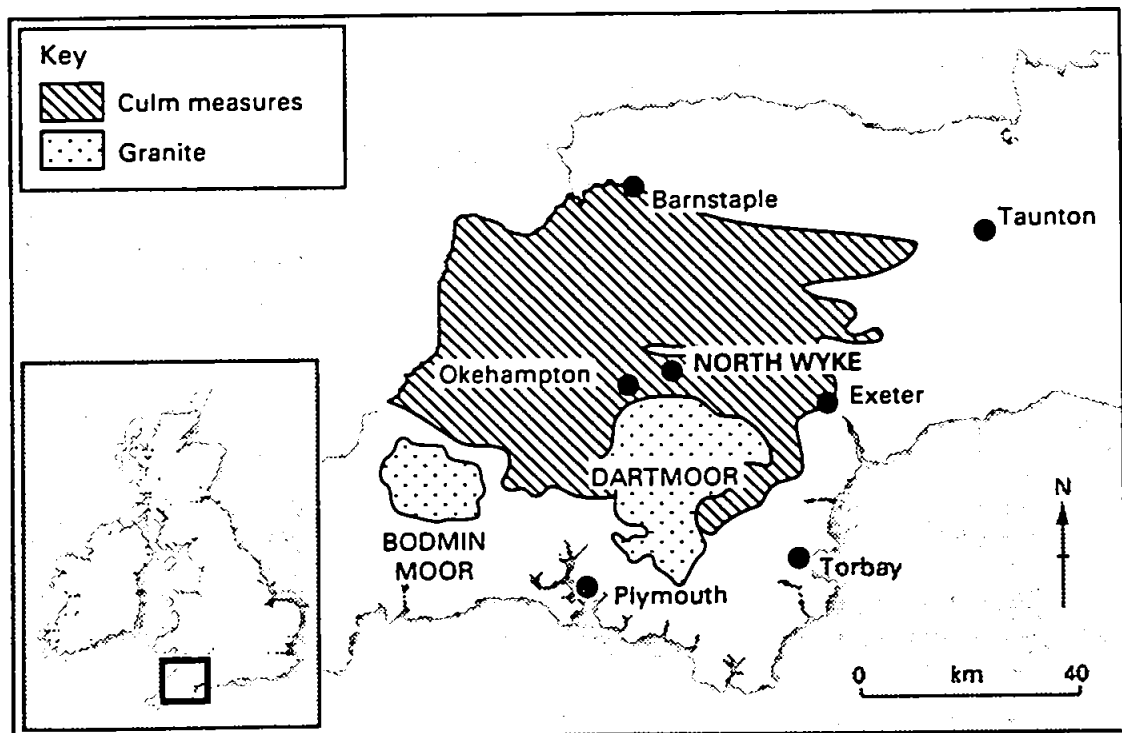 Key
Culm measures
Granite
Barnstaple
Taunton
NORTH WYKE
Okehampton
Exeter
DARTMOOR
BODMIN
MOOR
N
Torbay
Plymouth
0 km 40